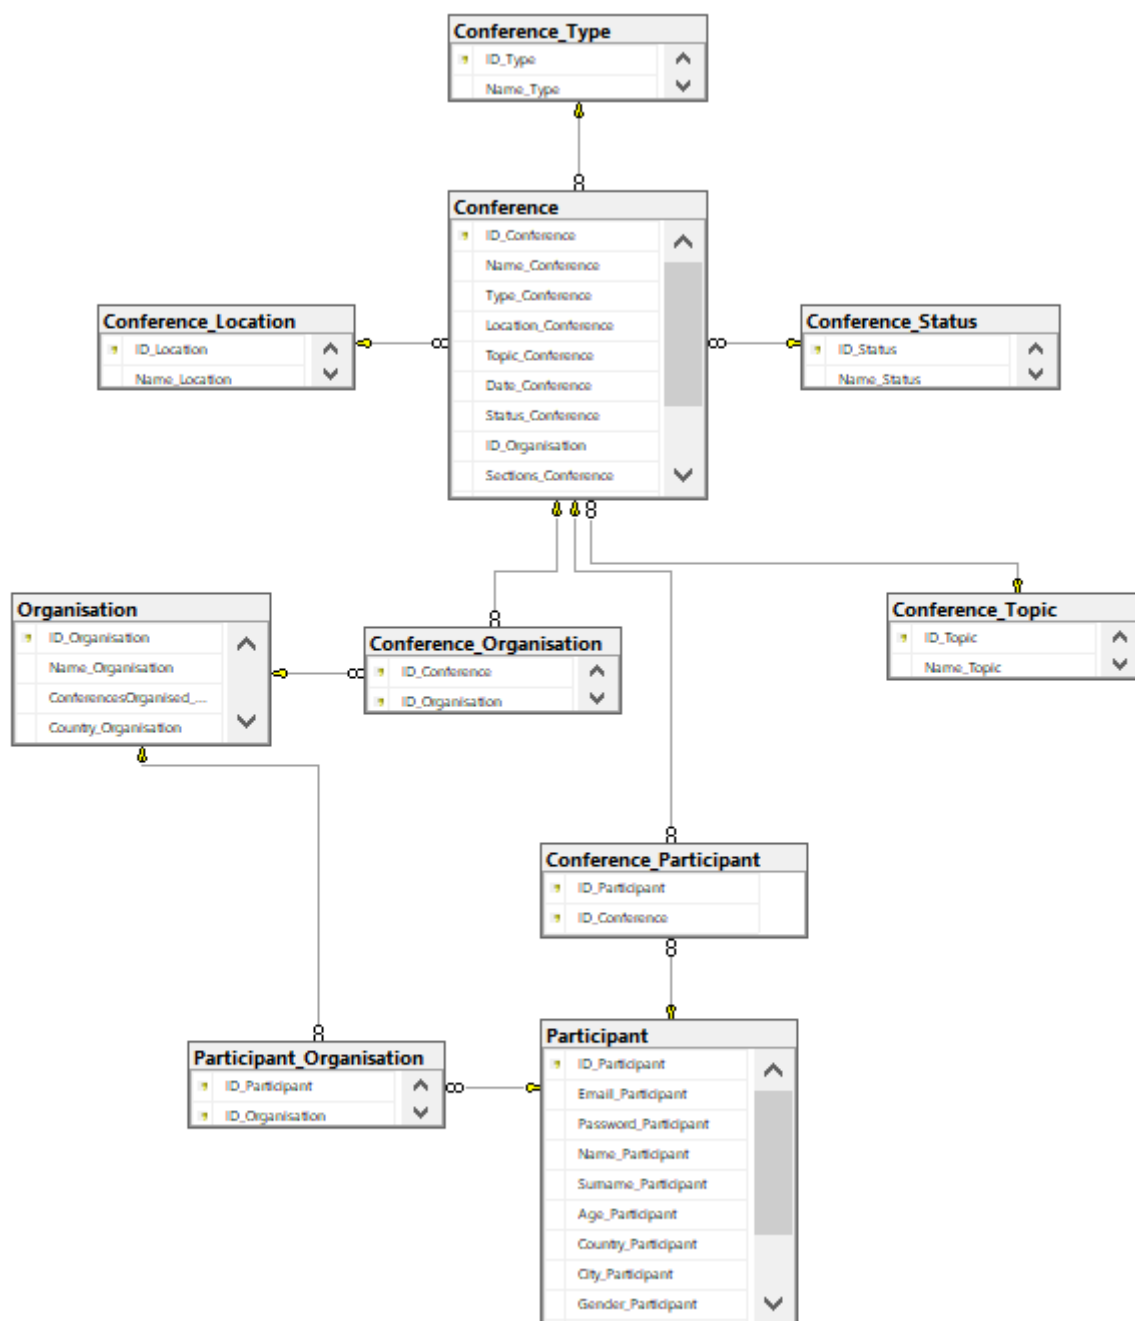 Conference_Type
ID_Type
Name_Type
Conference
ID_Conference
Name_Conference
Type_Conference
Location_Conference
Topic_Conference
Date_Conference
Status_Conference
ID_Organisation
Sections_Conference
Conference_Location
ID_Location
Name_Location
Conference_Status
ID_Status
Name_Status
Organisation
ID_Organisation
Name_Organisation
ConferencesOrganised_...
Country_Organisation
Conference_Organisation
ID_Conference
ID_Organisation
Conference_Topic
ID_Topic
Name_Topic
Conference_Participant
ID_Participant
ID_Conference
Participant_Organisation
ID_Participant
ID_Organisation
Participant
ID_Participant
Email_Participant
Password_Participant
Name_Participant
Surname_Participant
Age_Participant
Country_Participant
City_Participant
Gender_Participant